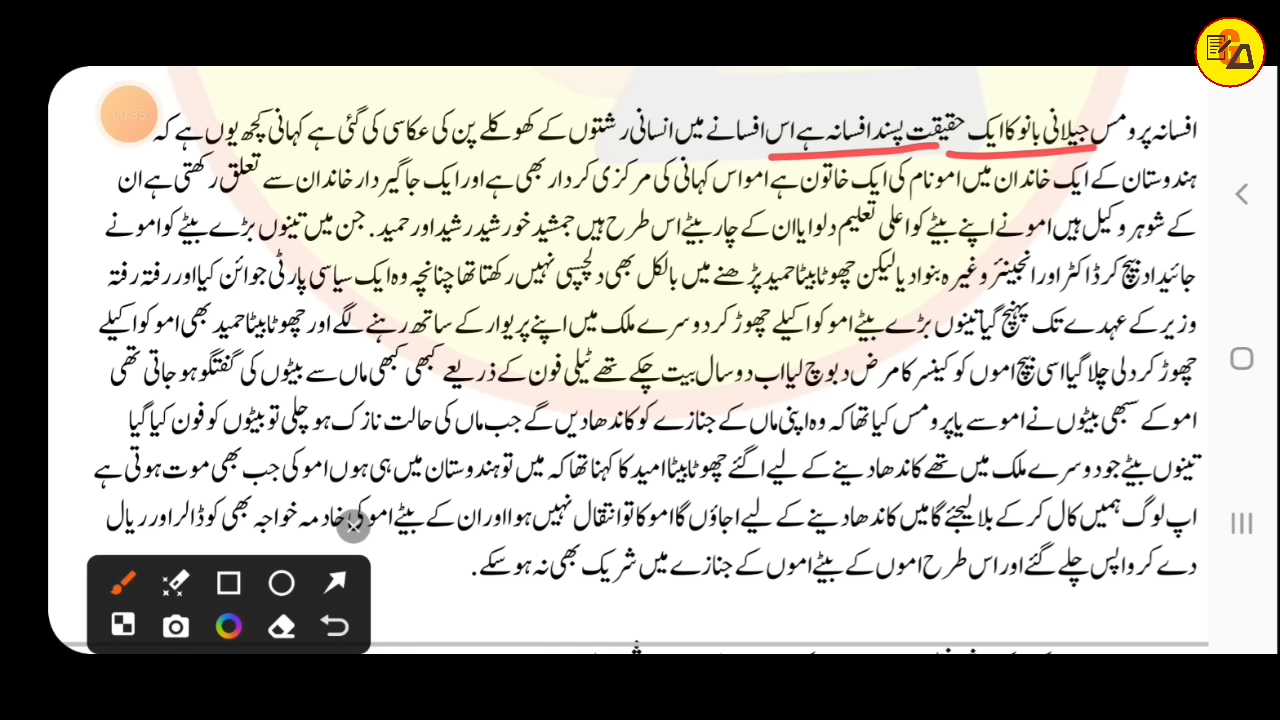 00:35
افسانہ پرومس جیلانی بانو کا ایک حقیقت پسند افسانہ ہے اس افسانے میں انسانی رشتوں کے کھوکلے پن کی عکاسی کی گئی ہے کہانی کچھ یوں ہے کہ
ہندوستان کے ایک خاندان میں امو نام کی ایک خاتون ہے امو اس کہانی کی مرکزی کردار بھی ہے اور ایک جاگیر دار خاندان سے تعلق رکھتی ہے ان
کے شوہر وکیل ہیں امو نے اپنے بیٹے کو اعلی تعلیم دلوایا ان کے چار بیٹے اس طرح ہیں جمشید خورشید رشید اور حمید . جن میں تینوں بڑے بیٹے کو امو نے
جائیداد بیچ کر ڈاکٹر اور انجینئر وغیرہ بنوا دیا لیکن چھوٹا بیٹا حمید پڑھنے میں بالکل بھی دلچسپی نہیں رکھتا تھا چنانچہ وہ ایک سیاسی پارٹی جوائن کیا اور رفتہ رفتہ
وزیر کے عہدے تک پہنچ گیا تینوں بڑے بیٹے امو کو اکیلے چھوڑ کر دوسرے ملک میں اپنے پریوار کے ساتھ رہنے لگے اور چھوٹا بیٹا حمید بھی امو کو اکیلے
چھوڑ کر دلی چلا گیا اسی بیچ اموں کو کینسر کا مرض دبوچ لیا اب دو سال بیت چکے تھے ٹیلی فون کے ذریعے کبھی کبھی ماں سے بیٹوں کی گفتگو ہو جاتی تھی
امو کے سبھی بیٹوں نے امو سے یا پرومس کیا تھا کہ وہ اپنی ماں کے جنازے کو کاندھا دیں گے جب ماں کی حالت نازک ہو چلی تو بیٹوں کو فون کیا گیا
تینوں بیٹے جو دوسرے ملک میں تھے کاندھا دینے کے لیے اگئے چھوٹا بیٹا امید کا کہنا تھا کہ میں تو ہندوستان میں ہی ہوں امو کی جب بھی موت ہوتی ہے
اپ لوگ ہمیں کال کر کے بلا لیجئے گا میں کاندھا دینے کے لیے اجاؤں گا امو کا تو انتقال نہیں ہوا اور ان کے بیٹے امو کی خادمہ خواجہ بھی کو ڈالر اور ریال
دے کر واپس چلے گئے اور اس طرح اموں کے بیٹے اموں کے جنازے میں شریک بھی نہ ہو سکے .